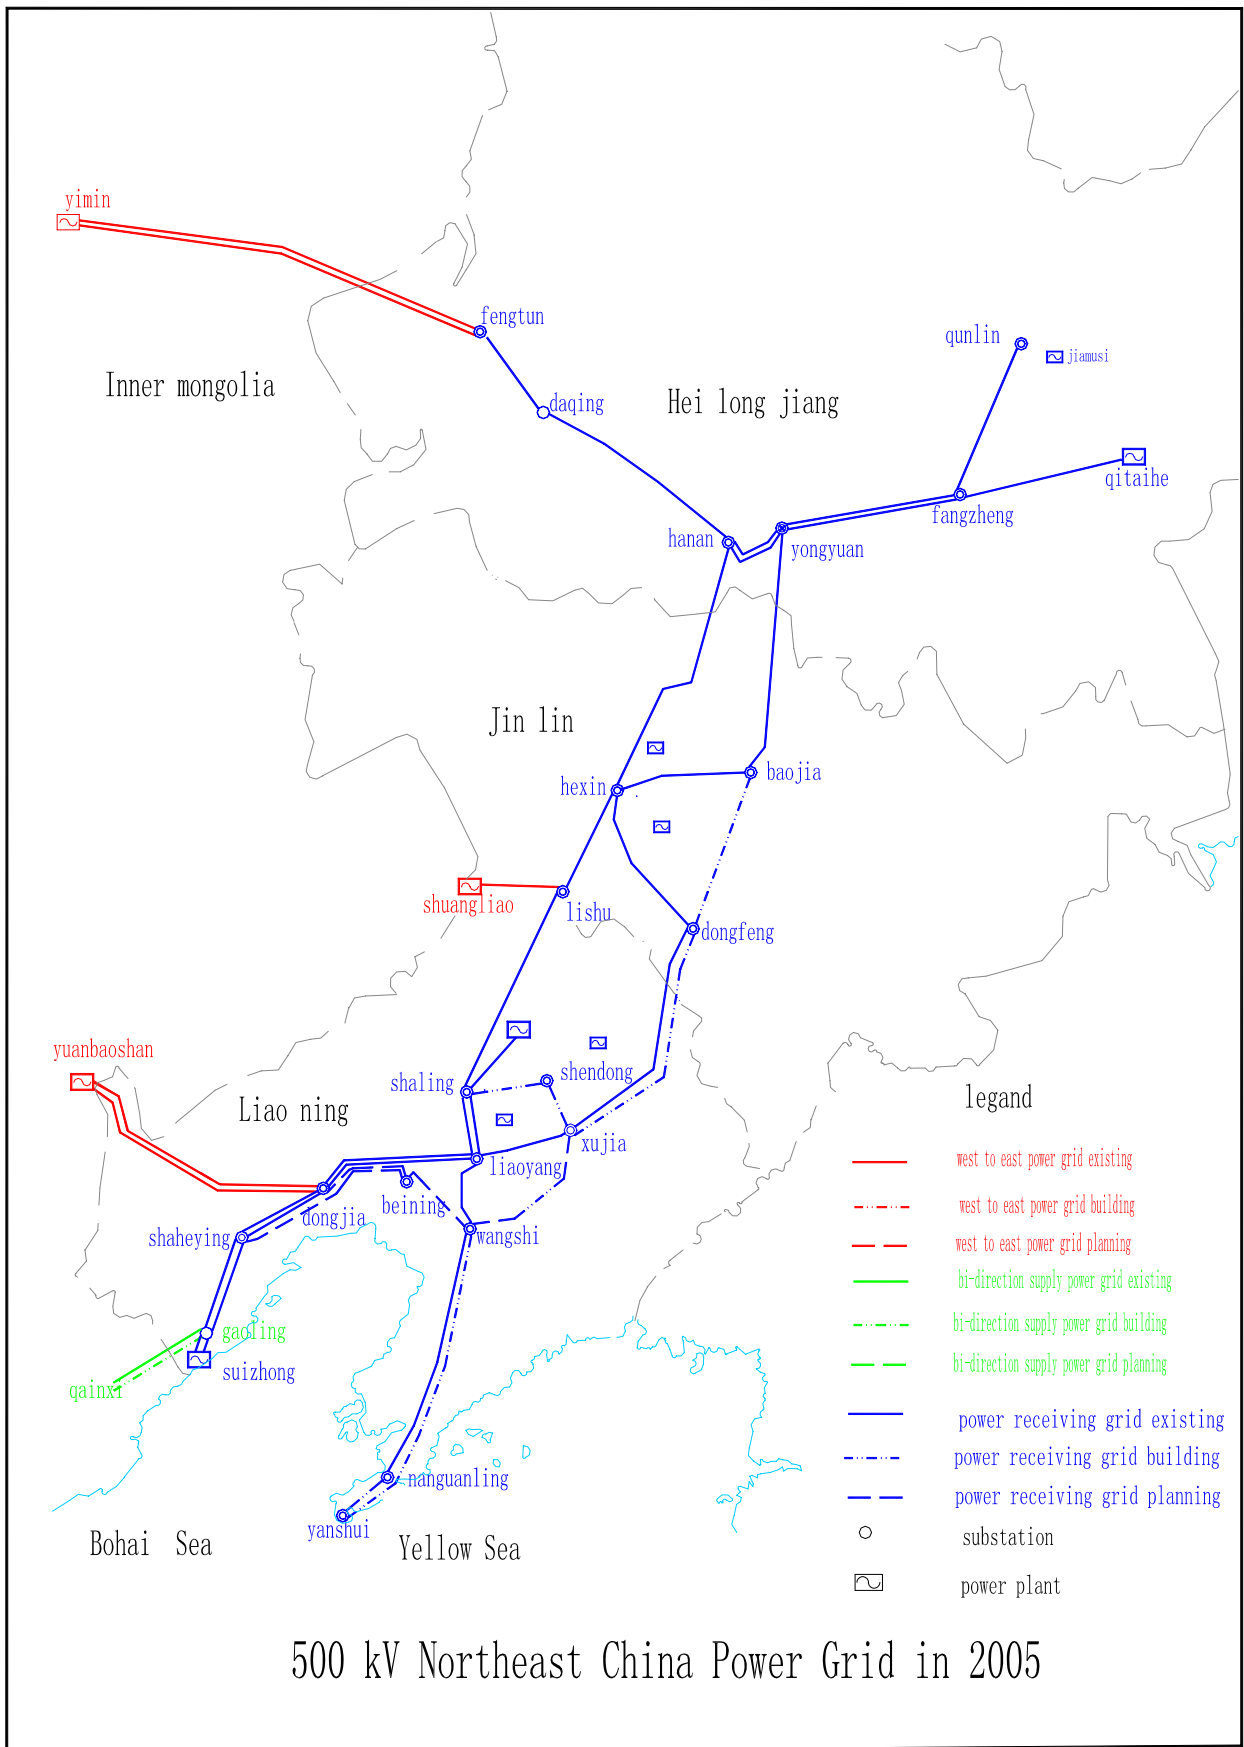 yimin
fengtun
qunlin
jiamusi
Inner mongolia
daqing
Hei long jiang
qitaihe
fangzheng
hanan
yongyuan
Jin lin
hexin
baojia
shuangliao
lishu
dongfeng
yuanbaoshan
shaling
shendong
Liao ning
xujia
liaoyang
beining
dongjia
shaheying
wangshi
gaoling
suizhong
qainxi
nanguanling
yanshui
Bohai Sea
Yellow Sea
legand
west to east power grid existing
west to east power grid building
west to east power grid planning
bi-direction supply power grid existing
bi-direction supply power grid building
bi-direction supply power grid planning
power receiving grid existing
power receiving grid building
power receiving grid planning
substation
power plant
500 kV Northeast China Power Grid in 2005